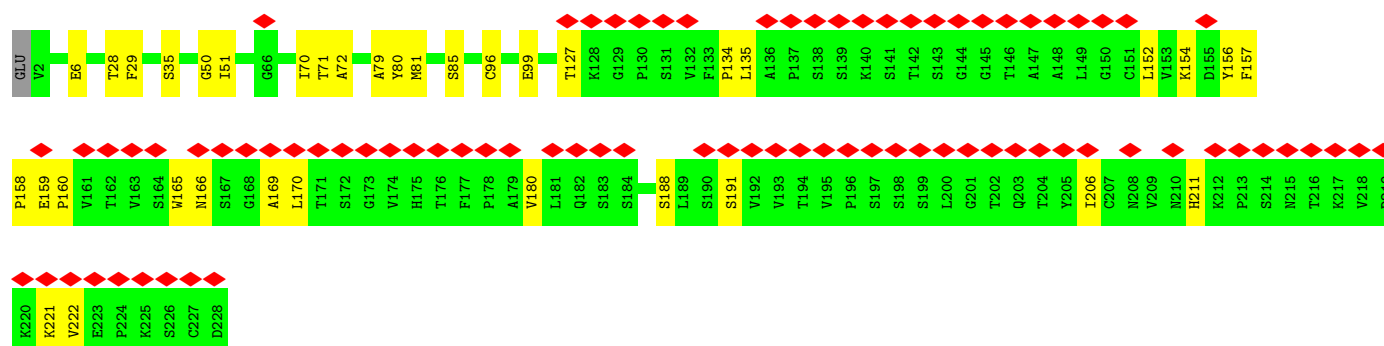 GLU V2 E6 T28 F29 S35 G50 I51 G66 I70 T71 A72 A79 Y80 M81 S85 C96 E99 T127 K128 G129 P130 S131 V132 F133 P134 L135 A136 P137 S138 S139 K140 S141 T142 S143 G144 G145 T146 A147 A148 L149 G150 C151 L152 V153 K154 D155 Y156 F157
P158 E159 P160 V161 T162 V163 S164 W165 N166 S167 G168 A169 L170 T171 S172 G173 V174 H175 T176 F177 P178 A179 V180 L181 Q182 S183 S184 S188 L189 S190 S191 V192 V193 T194 V195 P196 S197 S198 S199 L200 G201 T202 Q203 T204 Y205 I206 C207 N208 V209 N210 H211 K212 P213 S214 N215 T216 K217 V218
K220 K221 V222 E223 P224 K225 S226 C227 D228